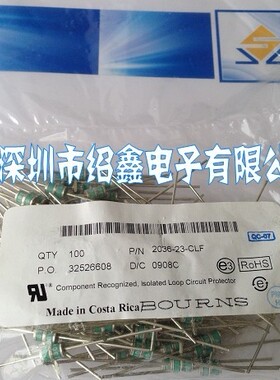 深圳市绍鑫电子有限公司
QC-07
QTY 100 P/N 2036-23-CLF
P.O. 32526608 D/C 0908C
e3 RoHS
Component Recognized, Isolated Loop Circuit Protector
Made in Costa Rica BOURNS